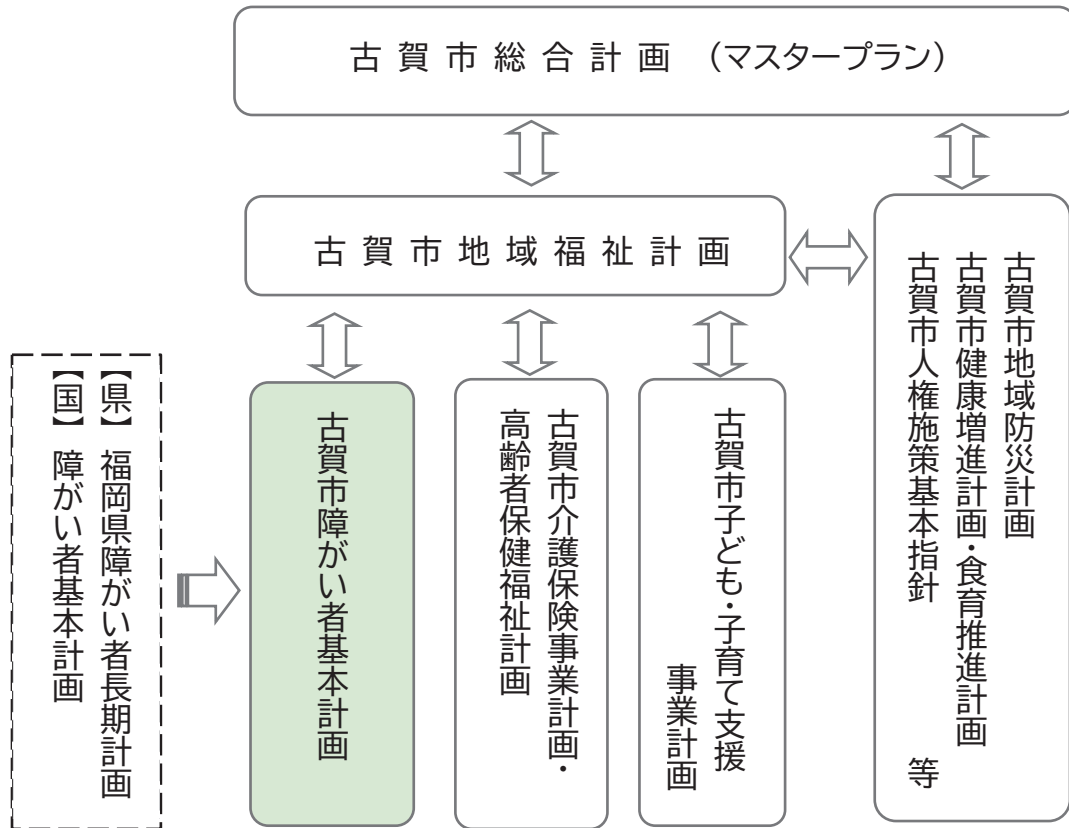 古賀市総合計画 (マスタープラン)
古賀市地域福祉計画
古賀市地域防災計画
古賀市健康増進計画・食育推進計画
古賀市人権施策基本指針 等
古賀市子ども・子育て支援
事業計画
古賀市介護保険事業計画・
高齢者保健福祉計画
古賀市障がい者基本計画
【県】 福岡県障がい者長期計画
【国】 障がい者基本計画